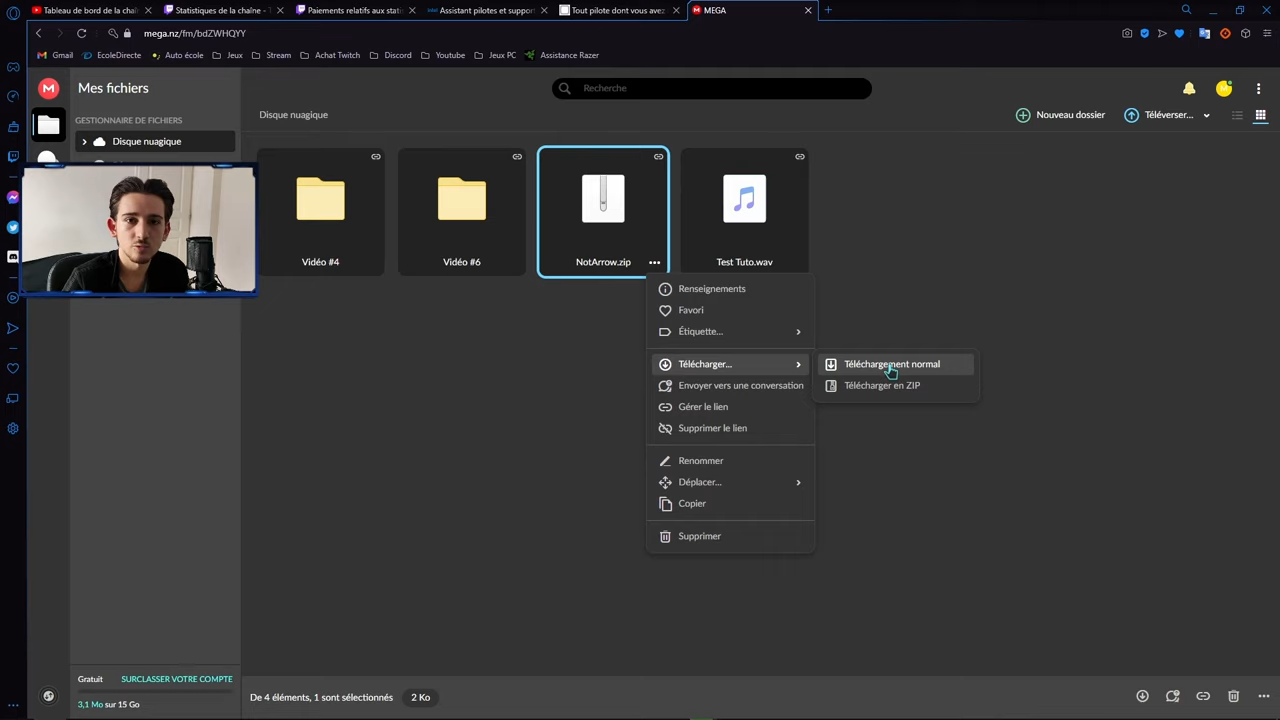 Tableau de bord de la chaîn
Statistiques de la chaîne - T
Paiements relatifs aux statis
Assistant pilotes et support
Tout pilote dont vous avez
MEGA
mega.nz/fm/bdZWHQYY
Gmail
EcoleDirecte
Auto école
Jeux
Stream
Achat Twitch
Discord
Youtube
Jeux PC
Assistance Razer
M
Mes fichiers
Recherche
M
GESTIONNAIRE DE FICHIERS
Disque nuagique
Disque nuagique
Nouveau dossier
Téléverser...
Vidéo #4
Vidéo #6
NotArrow.zip
Test Tuto.wav
Renseignements
Favori
Étiquette...
Télécharger...
Téléchargement normal
Envoyer vers une conversation
Télécharger en ZIP
Gérer le lien
Supprimer le lien
Renommer
Déplacer...
Copier
Supprimer
Gratuit
SURCLASSER VOTRE COMPTE
3,1 Mo sur 15 Go
De 4 éléments, 1 sont sélectionnés
2 Ko